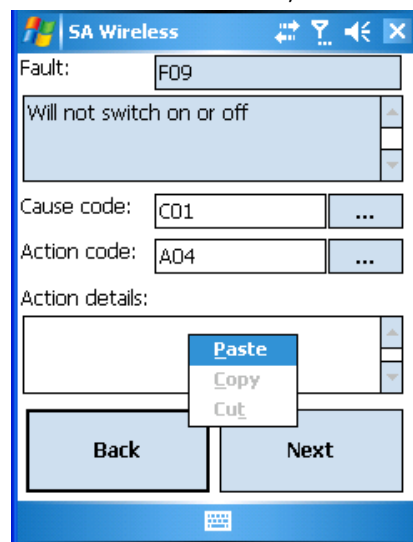 SA Wireless
Fault: F09
Will not switch on or off
Cause code: C01 ...
Action code: A04 ...
Action details:
Paste
Copy
Cut
Back Next